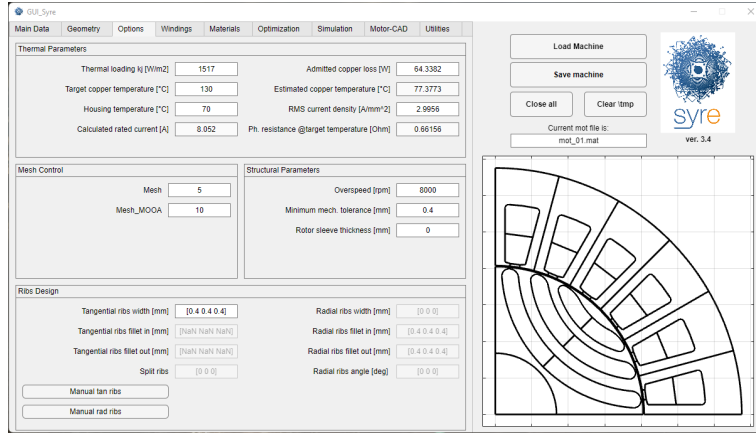 GUI_Syre
Main Data Geometry Options Windings Materials Optimization Simulation Motor-CAD Utilities
Thermal Parameters
Thermal loading kj [W/m2] 1517 Admitted copper loss [W] 64.3382
Target copper temperature [°C] 130 Estimated copper temperature [°C] 77.3773
Housing temperature [°C] 70 RMS current density [A/mm^2] 2.9956
Calculated rated current [A] 8.052 Ph. resistance @target temperature [Ohm] 0.66156
Mesh Control
Mesh 5
Mesh_MOOA 10
Structural Parameters
Overspeed [rpm] 8000
Minimum mech. tolerance [mm] 0.4
Rotor sleeve thickness [mm] 0
Ribs Design
Tangential ribs width [mm] [0.4 0.4 0.4] Radial ribs width [mm] [0 0 0]
Tangential ribs fillet in [mm] [NaN NaN NaN] Radial ribs fillet in [mm] [0.4 0.4 0.4]
Tangential ribs fillet out [mm] [NaN NaN NaN] Radial ribs fillet out [mm] [0.4 0.4 0.4]
Split ribs [0 0 0] Radial ribs angle [deg] [0 0 0]
Manual tan ribs
Manual rad ribs
Load Machine
Save machine
Close all Clear \tmp
Current mot file is:
mot_01.mat
syre
ver. 3.4